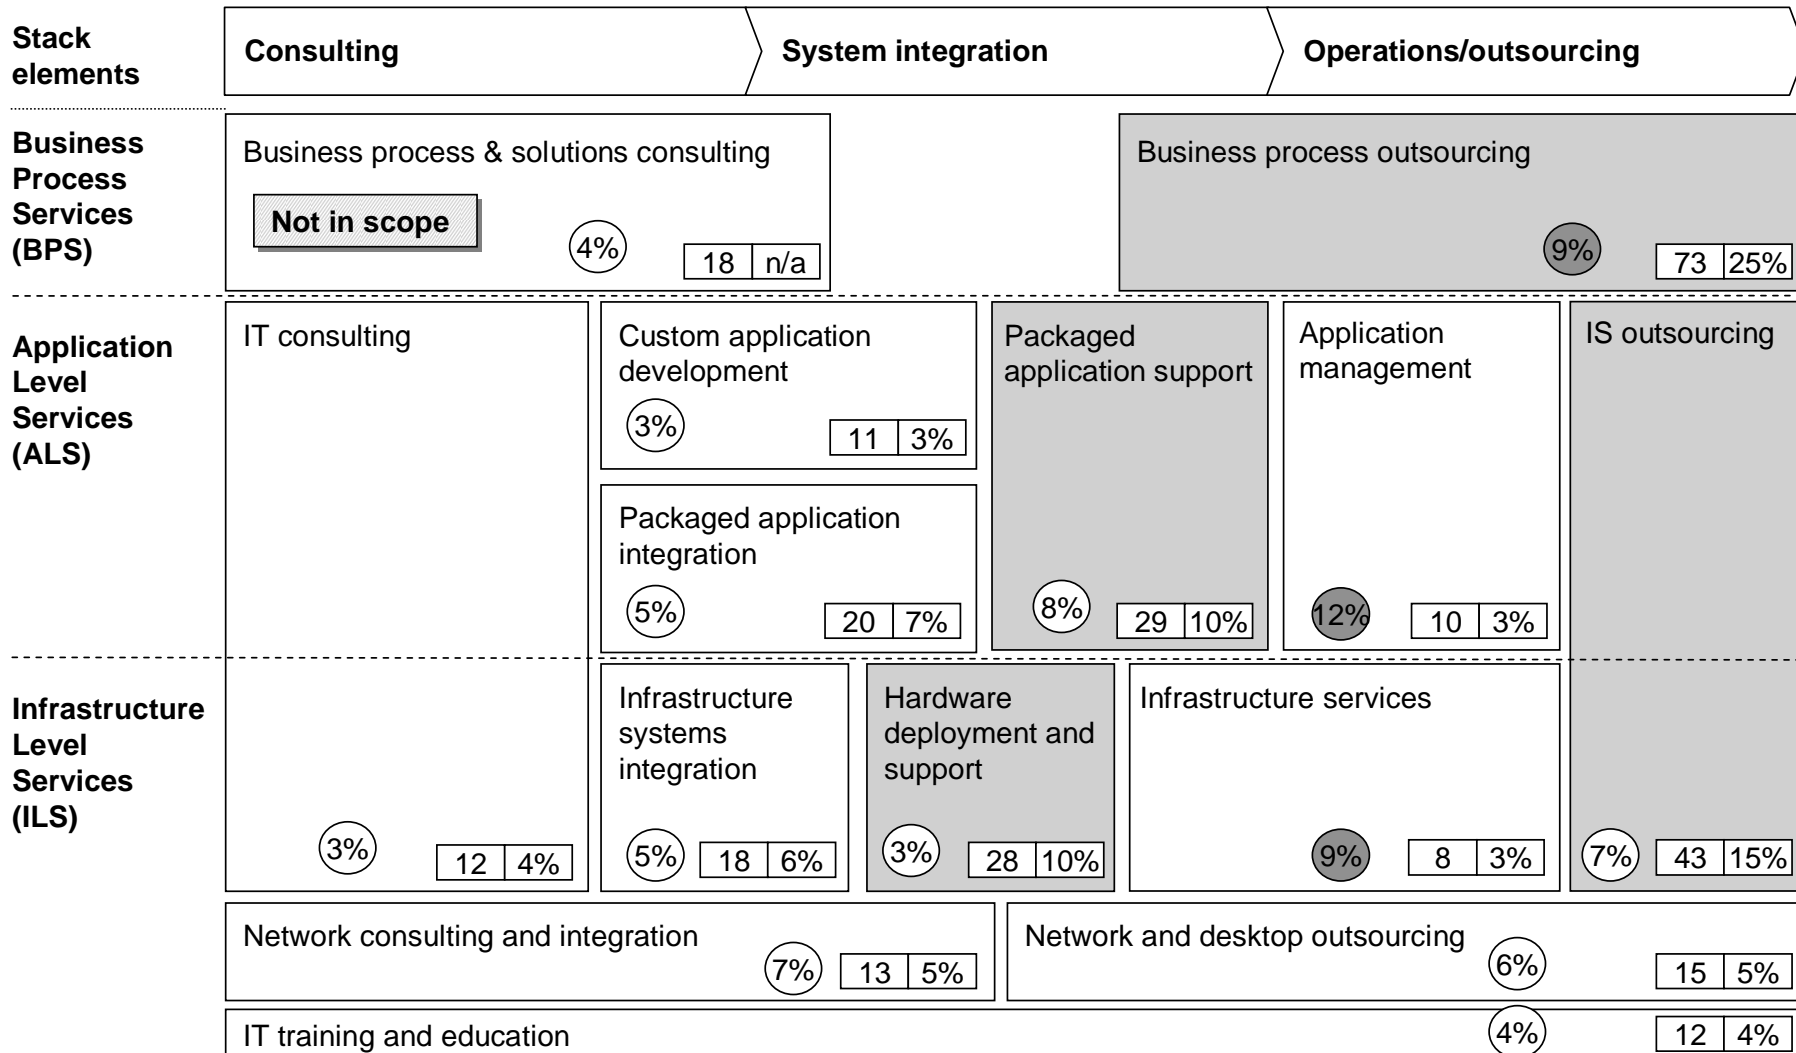 Stack
elements
Consulting
System integration
Operations/outsourcing
Business
Process
Services
(BPS)
Business process & solutions consulting
Not in scope
4%
18 n/a
Business process outsourcing
9%
73 25%
Application
Level
Services
(ALS)
IT consulting
3%
12 4%
Custom application
development
3%
11 3%
Packaged application
integration
5%
20 7%
Packaged
application support
8%
29 10%
Application
management
12%
10 3%
IS outsourcing
7%
43 15%
Infrastructure
Level
Services
(ILS)
Infrastructure
systems
integration
5%
18 6%
Hardware
deployment and
support
3%
28 10%
Infrastructure services
9%
8 3%
Network consulting and integration
7%
13 5%
Network and desktop outsourcing
6%
15 5%
IT training and education
4%
12 4%